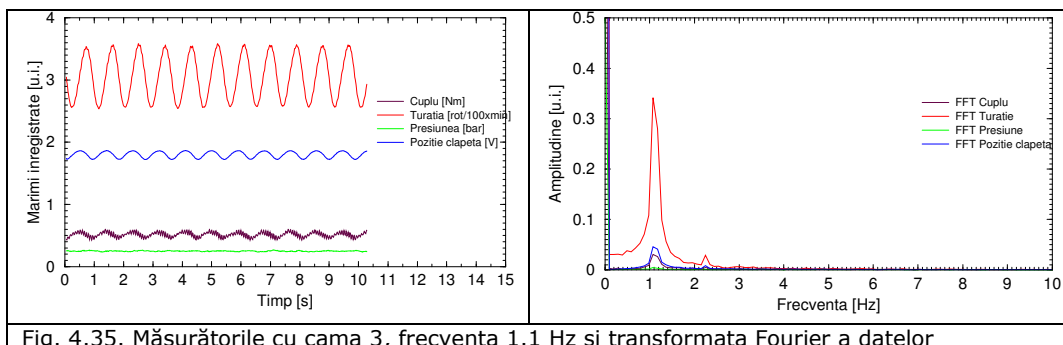 4
3
2
1
0
Marimi inregistrate [u.i.]
0 1 2 3 4 5 6 7 8 9 10 11 12 13 14 15
Timp [s]
Cuplu [Nm]
Turatia [rot/100xmin]
Presiunea [bar]
Pozitie clapeta [V]
0.5
0.4
0.3
0.2
0.1
0
Amplitudine [u.i.]
0 1 2 3 4 5 6 7 8 9 10
Frecventa [Hz]
FFT Cuplu
FFT Turatie
FFT Presiune
FFT Pozitie clapeta
Fig. 4.35. Măsurătorile cu cama 3, frecvenţa 1.1 Hz şi transformata Fourier a datelor